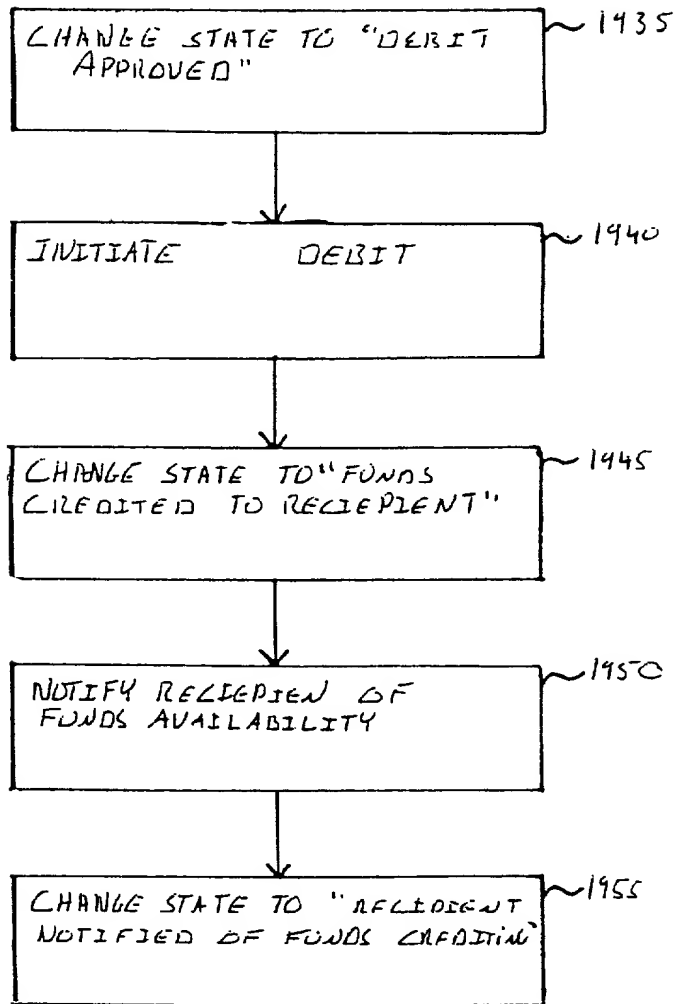 CHANGE STATE TO "DEBIT
APPROVED"
1935
INITIATE DEBIT
1940
CHANGE STATE TO "FUNDS
CREDITED TO RECIEPIENT"
1945
NOTIFY RECIEPIEN OF
FUNDS AVAILABILITY
1950
CHANGE STATE TO "RECIPIENT
NOTIFIED OF FUNDS CREDITIN"
1955